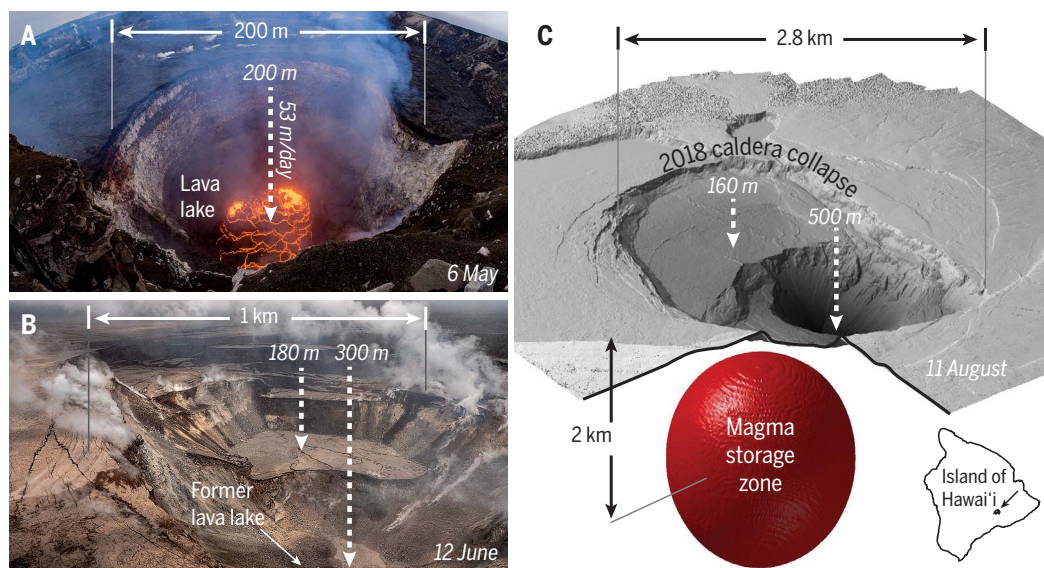 A
200 m
200 m
53 m/day
Lava
lake
6 May
B
1 km
180 m
300 m
Former
lava lake
12 June
C
2.8 km
2018 caldera collapse
160 m
500 m
11 August
2 km
Magma
storage
zone
Island of
Hawai‘i